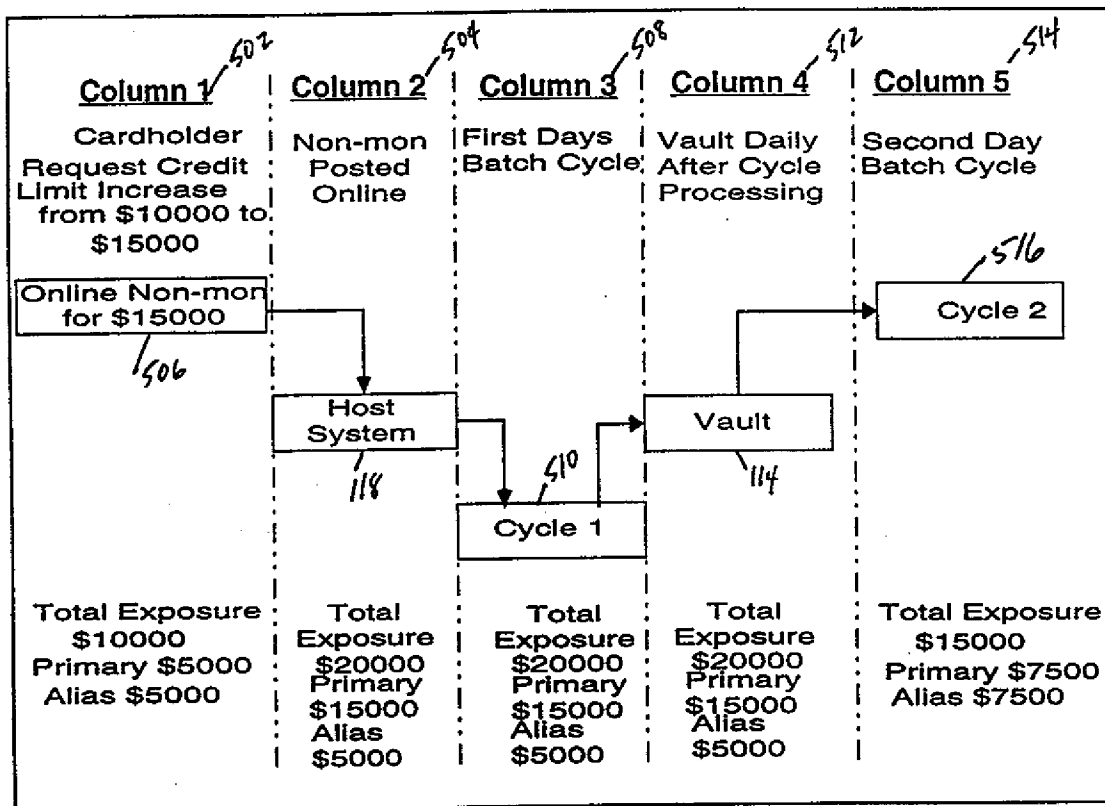 502
504
508
512
514
Column 1
Column 2
Column 3
Column 4
Column 5
Cardholder
Request Credit
Limit Increase
from $10000 to
$15000
Non-mon
Posted
Online
First Days
Batch Cycle
Vault Daily
After Cycle
Processing
Second Day
Batch Cycle
Online Non-mon
for $15000
506
Host
System
118
510
Cycle 1
Vault
114
516
Cycle 2
Total Exposure
$10000
Primary $5000
Alias $5000
Total
Exposure
$20000
Primary
$15000
Alias
$5000
Total
Exposure
$20000
Primary
$15000
Alias
$5000
Total
Exposure
$20000
Primary
$15000
Alias
$5000
Total Exposure
$15000
Primary $7500
Alias $7500